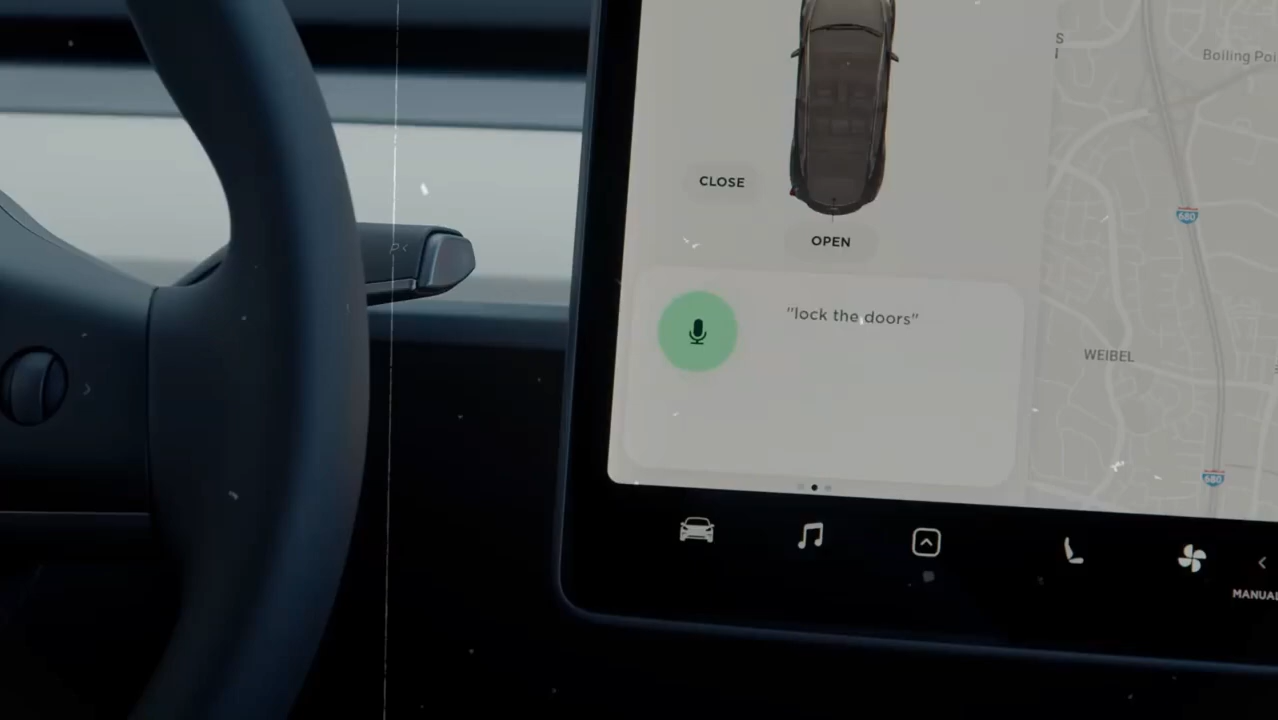 Boiling Poi
CLOSE
680
OPEN
"lock the doors"
WEIBEL
680
MANUAL
P